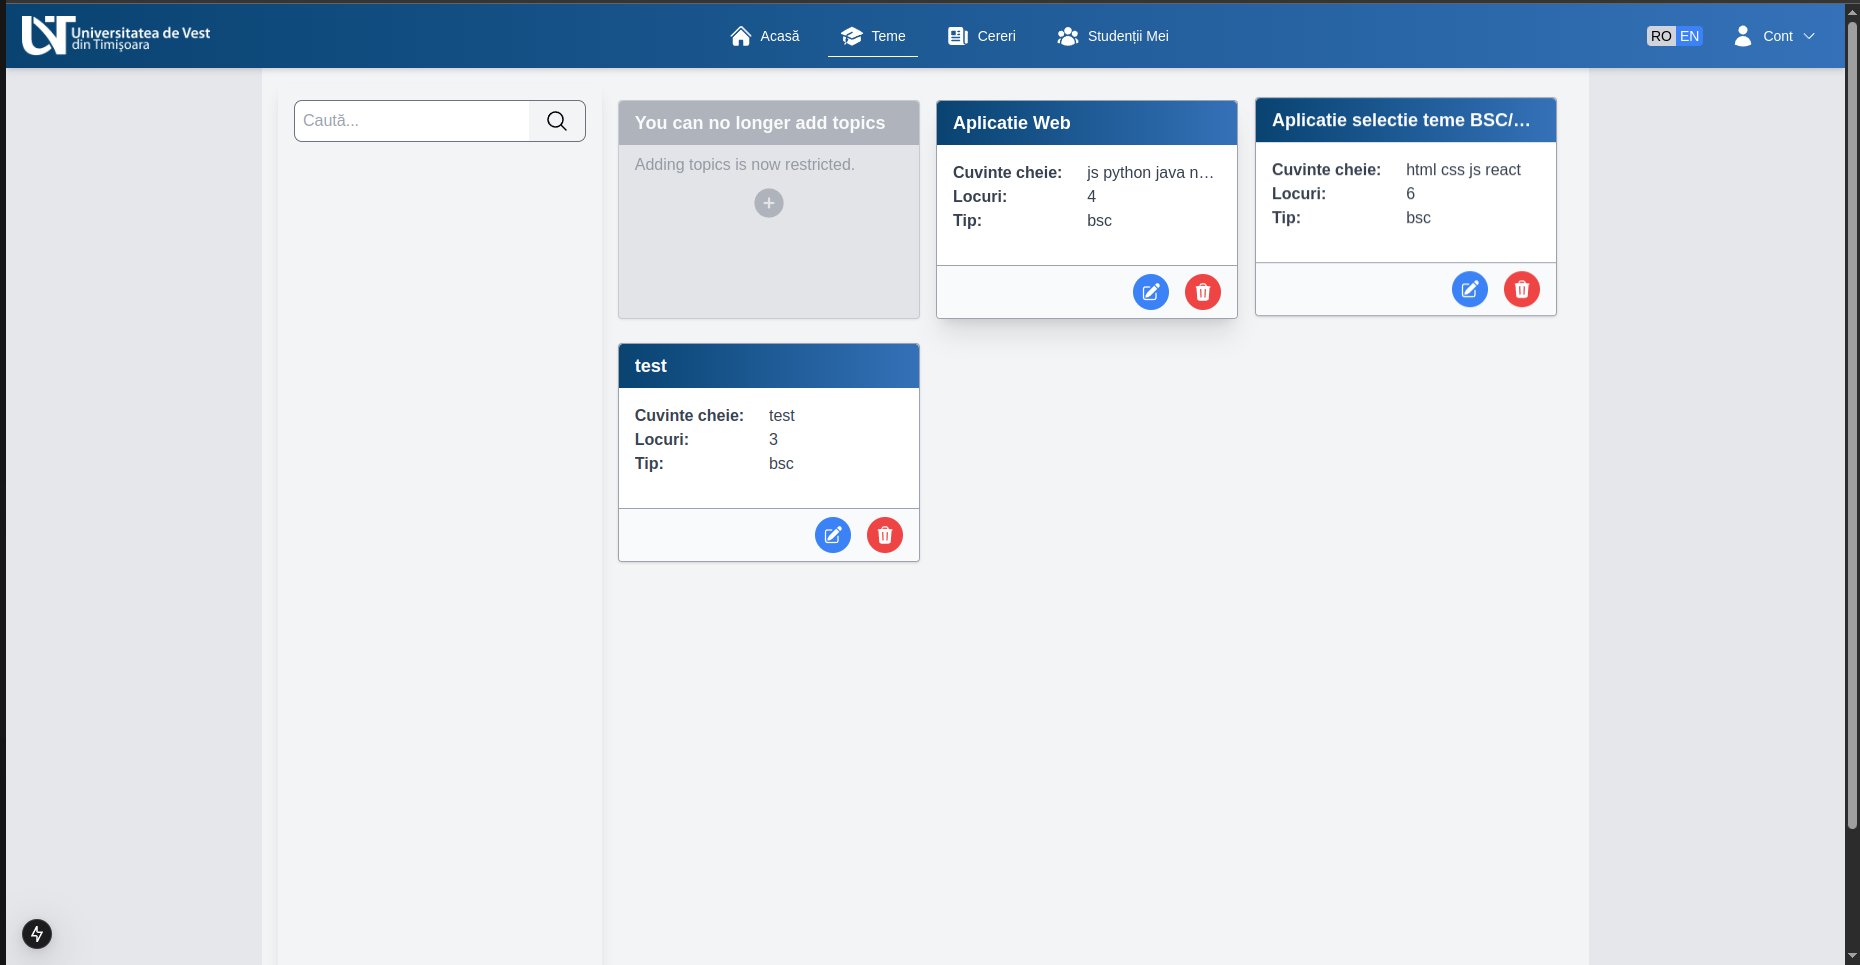 Universitatea de Vest
din Timișoara
Acasă
Teme
Cereri
Studenții Mei
RO EN
Cont
Caută...
You can no longer add topics
Adding topics is now restricted.
Aplicatie Web
Cuvinte cheie: js python java n...
Locuri: 4
Tip: bsc
Aplicatie selectie teme BSC/...
Cuvinte cheie: html css js react
Locuri: 6
Tip: bsc
test
Cuvinte cheie: test
Locuri: 3
Tip: bsc